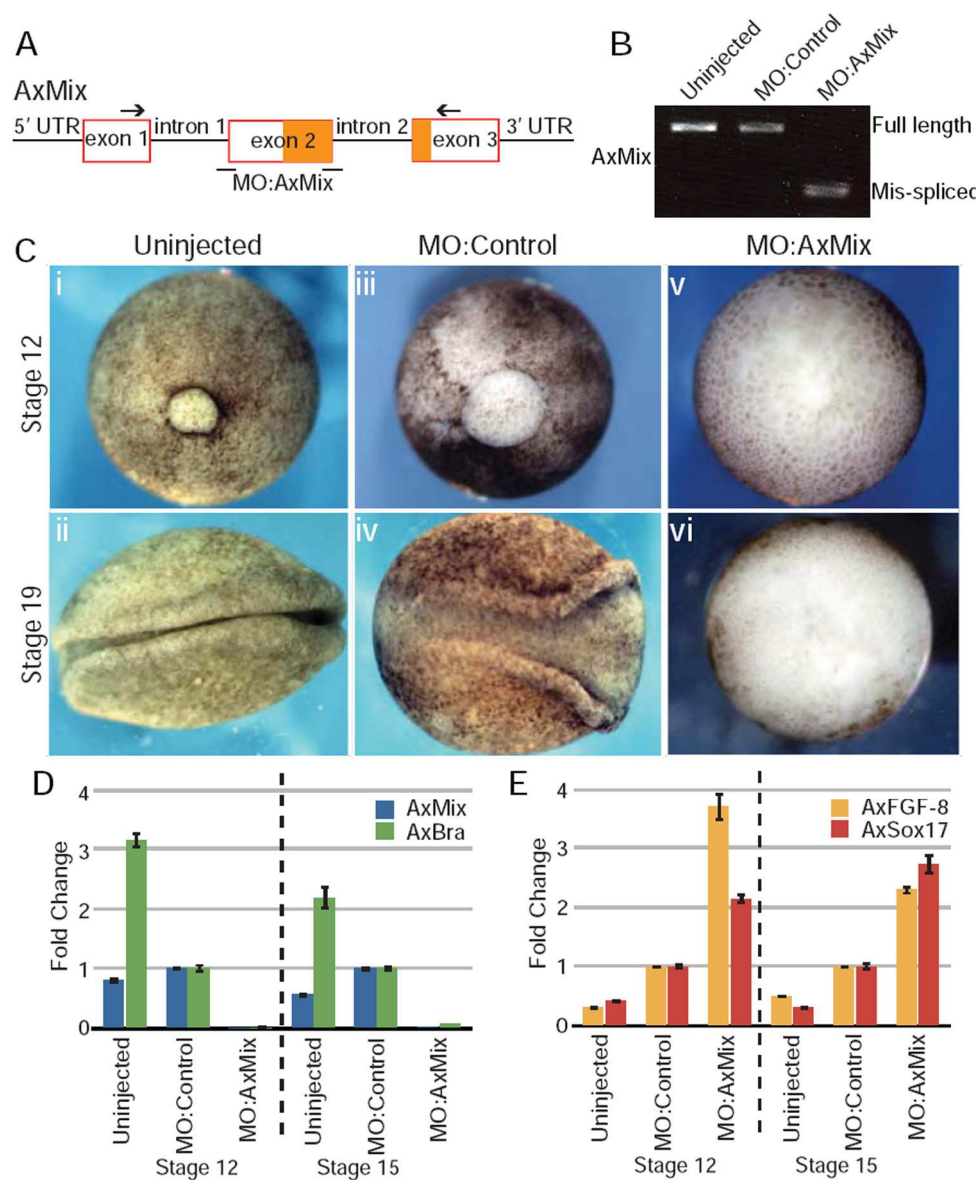 A
AxMix
5′ UTR
exon 1
intron 1
exon 2
intron 2
exon 3
3′ UTR
MO:AxMix
B
Uninjected
MO:Control
MO:AxMix
AxMix
Full length
Mis-spliced
C
Uninjected
MO:Control
MO:AxMix
Stage 12
i
iii
v
Stage 19
ii
iv
vi
D
Fold Change
4
3
2
1
0
AxMix
AxBra
Uninjected
MO:Control
MO:AxMix
Uninjected
MO:Control
MO:AxMix
Stage 12
Stage 15
E
Fold Change
4
3
2
1
0
AxFGF-8
AxSox17
Uninjected
MO:Control
MO:AxMix
Uninjected
MO:Control
MO:AxMix
Stage 12
Stage 15